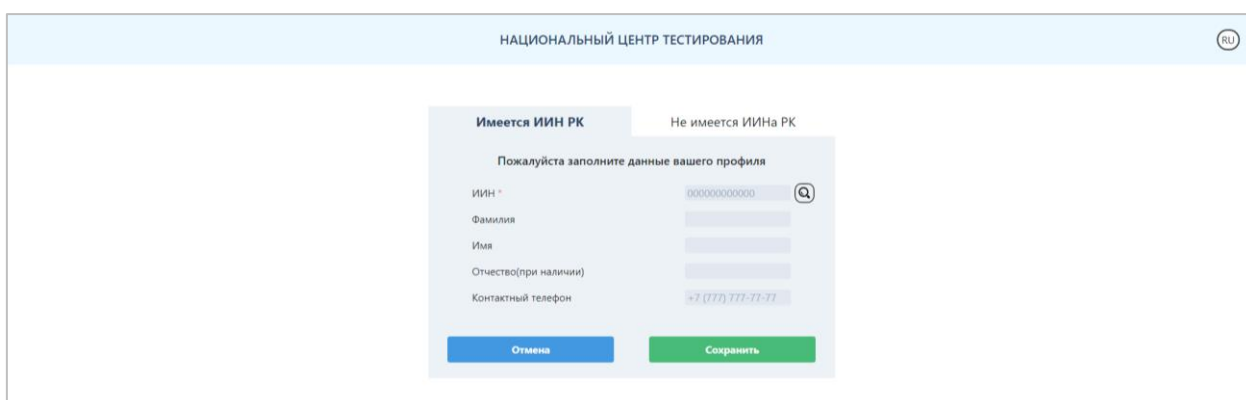 НАЦИОНАЛЬНЫЙ ЦЕНТР ТЕСТИРОВАНИЯ
RU
Имеется ИИН РК
Не имеется ИИНа РК
Пожалуйста заполните данные вашего профиля
ИИН * 000000000000
Фамилия
Имя
Отчество(при наличии)
Контактный телефон +7 (777) 777-77-77
Отмена
Сохранить